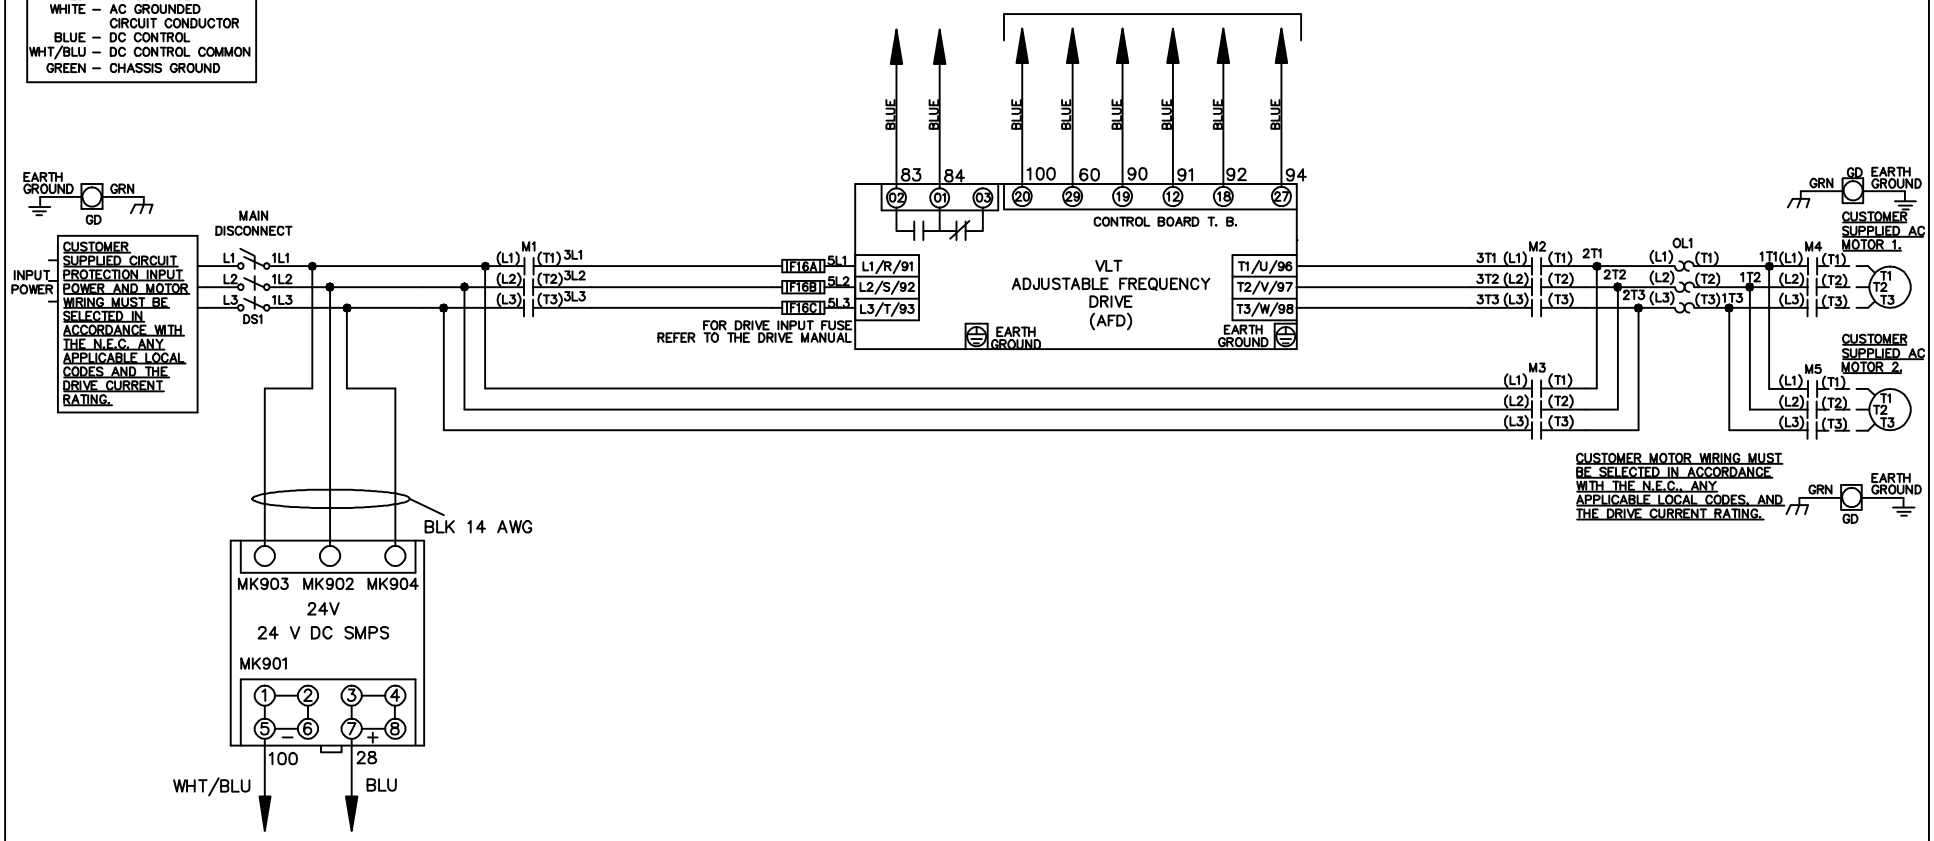 WHITE – AC GROUNDED
CIRCUIT CONDUCTOR
BLUE – DC CONTROL
WHT/BLU – DC CONTROL COMMON
GREEN – CHASSIS GROUND
BLUE
BLUE
BLUE
BLUE
BLUE
BLUE
BLUE
BLUE
83
84
100
60
90
91
92
94
02
01
03
20
29
19
12
18
27
CONTROL BOARD T. B.
EARTH
GROUND
GRN
GD
MAIN
DISCONNECT
INPUT
POWER
CUSTOMER
SUPPLIED CIRCUIT
PROTECTION INPUT
POWER AND MOTOR
WIRING MUST BE
SELECTED IN
ACCORDANCE WITH
THE N.E.C. ANY
APPLICABLE LOCAL
CODES AND THE
DRIVE CURRENT
RATING.
L1 1L1
L2 1L2
L3 1L3
DS1
M1
(L1) (T1) 3L1
(L2) (T2) 3L2
(L3) (T3) 3L3
IF16A 5L1
IF16B 5L2
IF16C 5L3
FOR DRIVE INPUT FUSE
REFER TO THE DRIVE MANUAL
L1/R/91
L2/S/92
L3/T/93
VLT
ADJUSTABLE FREQUENCY
DRIVE
(AFD)
EARTH
GROUND
T1/U/96
T2/V/97
T3/W/98
EARTH
GROUND
M2
3T1 (L1) (T1) 2T1
3T2 (L2) (T2) 2T2
3T3 (L3) (T3) 2T3
OL1
(L1) (T1) 1T1
(L2) (T2) 1T2
(L3) (T3) 1T3
M4
(L1) (T1)
(L2) (T2)
(L3) (T3)
T1
T2
T3
GRN
GD
EARTH
GROUND
CUSTOMER
SUPPLIED AC
MOTOR 1.
M3
(L1) (T1)
(L2) (T2)
(L3) (T3)
CUSTOMER
SUPPLIED AC
MOTOR 2.
M5
(L1) (T1)
(L2) (T2)
(L3) (T3)
T1
T2
T3
CUSTOMER MOTOR WIRING MUST
BE SELECTED IN ACCORDANCE
WITH THE N.E.C., ANY
APPLICABLE LOCAL CODES, AND
THE DRIVE CURRENT RATING.
GRN
GD
EARTH
GROUND
BLK 14 AWG
MK903 MK902 MK904
24V
24 V DC SMPS
MK901
1 2 3 4
5 6 7 8
– +
100 28
WHT/BLU BLU